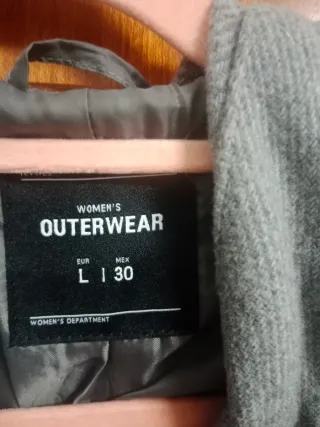 WOMEN'S
OUTERWEAR
EUR MEX
L | 30
WOMEN'S DEPARTMENT